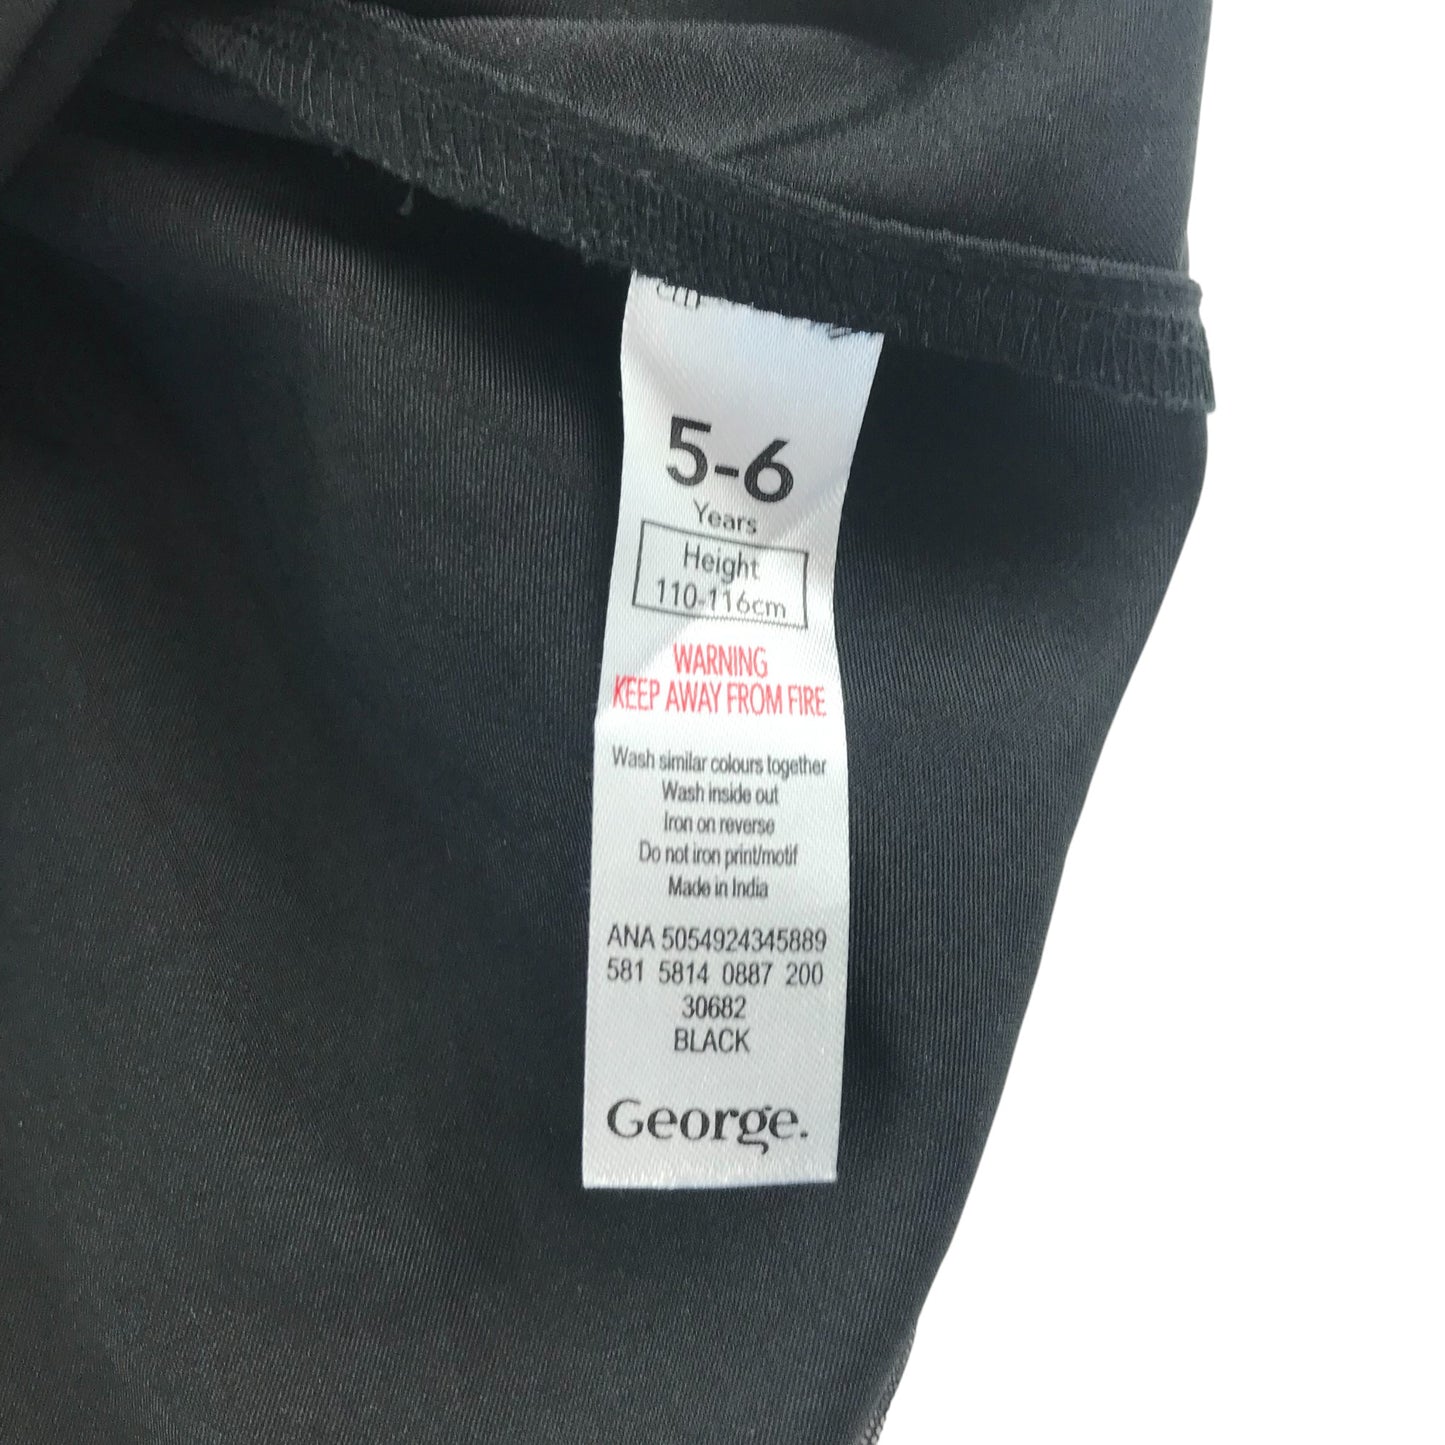 cm
5-6
Years
Height
110-116cm
WARNING
KEEP AWAY FROM FIRE
Wash similar colours together
Wash inside out
Iron on reverse
Do not iron print/motif
Made in India
ANA 5054924345889
581 5814 0887 200
30682
BLACK
George.